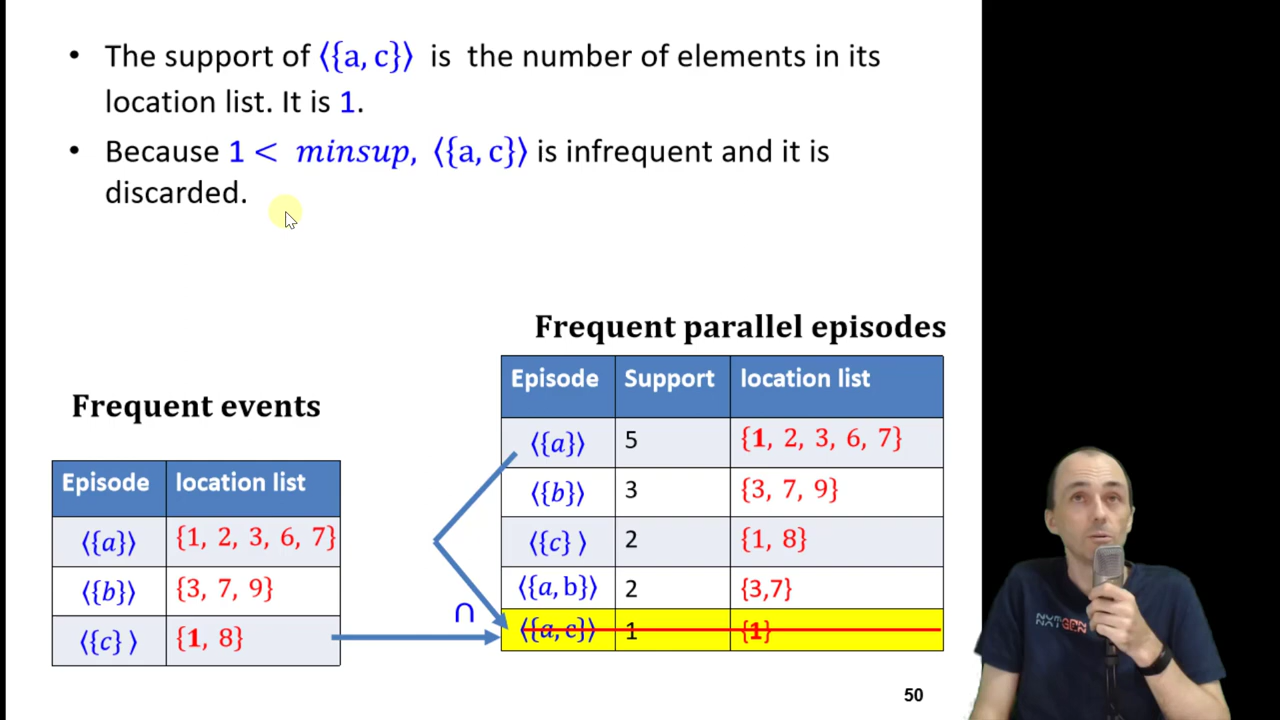 • The support of ⟨{a, c}⟩ is the number of elements in its
location list. It is 1.
• Because 1 < minsup, ⟨{a, c}⟩ is infrequent and it is
discarded.
Frequent events
Episode location list
⟨{a}⟩ {1, 2, 3, 6, 7}
⟨{b}⟩ {3, 7, 9}
⟨{c} ⟩ {1, 8}
∩
Frequent parallel episodes
Episode Support location list
⟨{a}⟩ 5 {1, 2, 3, 6, 7}
⟨{b}⟩ 3 {3, 7, 9}
⟨{c} ⟩ 2 {1, 8}
⟨{a, b}⟩ 2 {3,7}
⟨{a, c}⟩ 1 {1}
50